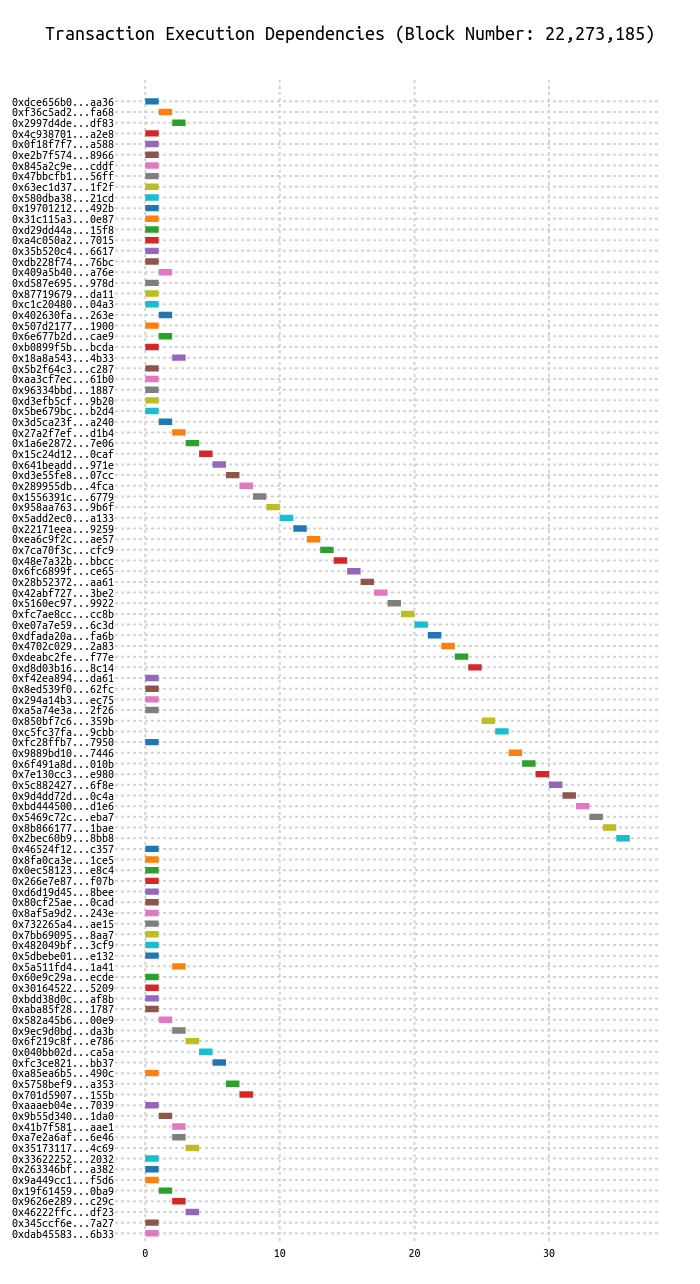 Transaction Execution Dependencies (Block Number: 22,273,185)
0xdce656b0...aa36
0xf36c5ad2...fa68
0x2997d4de...df83
0x4c938701...a2e8
0x0f18f7f7...a588
0xe2b7f574...8966
0x845a2c9e...cddf
0x47bbcfb1...56ff
0x63ec1d37...1f2f
0x580dba38...21cd
0x19701212...492b
0x31c115a3...0e87
0xd29dd44a...15f8
0xa4c050a2...7015
0x35b520c4...6617
0xdb228f74...76bc
0x409a5b40...a76e
0xd587e695...978d
0x87719679...da11
0xc1c20480...04a3
0x402630fa...263e
0x507d2177...1900
0x6e677b2d...cae9
0xb0899f5b...bcda
0x18a8a543...4b33
0x5b2f64c3...c287
0xaa3cf7ec...61b0
0x96334bbd...1887
0xd3efb5cf...9b20
0x5be679bc...b2d4
0x3d5ca23f...a240
0x27a2f7ef...d1b4
0x1a6e2872...7e06
0x15c24d12...0caf
0x641beadd...971e
0xd3e55fe8...07cc
0x289955db...4fca
0x1556391c...6779
0x958aa763...9b6f
0x5add2ec0...a133
0x22171eea...9259
0xea6c9f2c...ae57
0x7ca70f3c...cfc9
0x48e7a32b...bbcc
0x6fc6899f...ce65
0x28b52372...aa61
0x42abf727...3be2
0x5160ec97...9922
0xfc7ae8cc...cc8b
0xe07a7e59...6c3d
0xdfada20a...fa6b
0x4702c029...2a83
0xdeabc2fe...f77e
0xd8d03b16...8c14
0xf42ea894...da61
0x8ed539f0...62fc
0x294a14b3...ec75
0xa5a74e3a...2f26
0x850bf7c6...359b
0xc5fc37fa...9cbb
0xfc28ffb7...7950
0x9889bd10...7446
0x6f491a8d...010b
0x7e130cc3...e980
0x5c882427...6f8e
0x9d4dd72d...0c4a
0xbd444500...d1e6
0x5469c72c...eba7
0x8b866177...1bae
0x2bec60b9...8bb8
0x46524f12...c357
0x8fa0ca3e...1ce5
0x0ec58123...e8c4
0x266e7e87...f07b
0xd6d19d45...8bee
0x80cf25ae...0cad
0x8af5a9d2...243e
0x732265a4...ae15
0x7bb69095...8aa7
0x482049bf...3cf9
0x5dbebe01...e132
0x5a511fd4...1a41
0x60e9c29a...ecde
0x30164522...5209
0xbdd38d0c...af8b
0xaba85f28...1787
0x582a45b6...00e9
0x9ec9d0bd...da3b
0x6f219c8f...e786
0x040bb02d...ca5a
0xfc3ce821...bb37
0xa85ea6b5...490c
0x5758bef9...a353
0x701d5907...155b
0xaaaeb04e...7039
0x9b55d340...1da0
0x41b7f581...aae1
0xa7e2a6af...6e46
0x35173117...4c69
0x33622252...2032
0x263346bf...a382
0x9a449cc1...f5d6
0x19f61459...0ba9
0x9626e289...c29c
0x46222ffc...df23
0x345ccf6e...7a27
0xdab45583...6b33
0 10 20 30